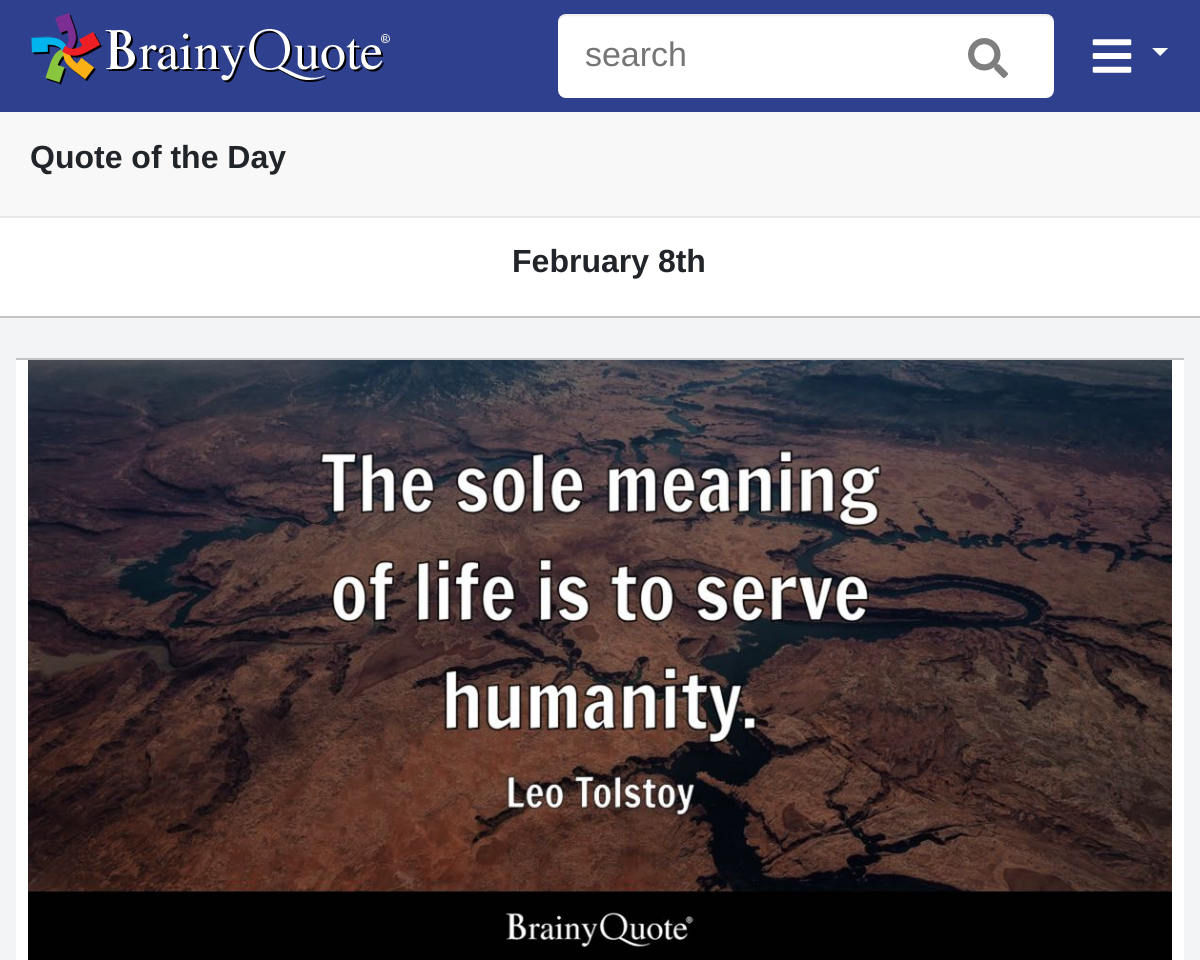 BrainyQuote®
search
Quote of the Day
February 8th
The sole meaning
of life is to serve
humanity.
Leo Tolstoy
BrainyQuote®